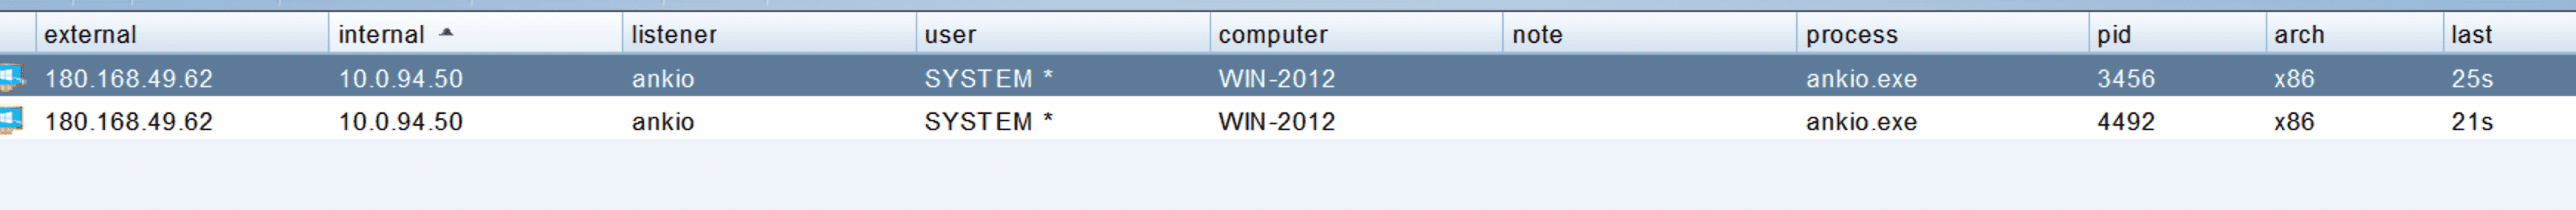 external internal listener user computer note process pid arch last
180.168.49.62 10.0.94.50 ankio SYSTEM * WIN-2012 ankio.exe 3456 x86 25s
180.168.49.62 10.0.94.50 ankio SYSTEM * WIN-2012 ankio.exe 4492 x86 21s